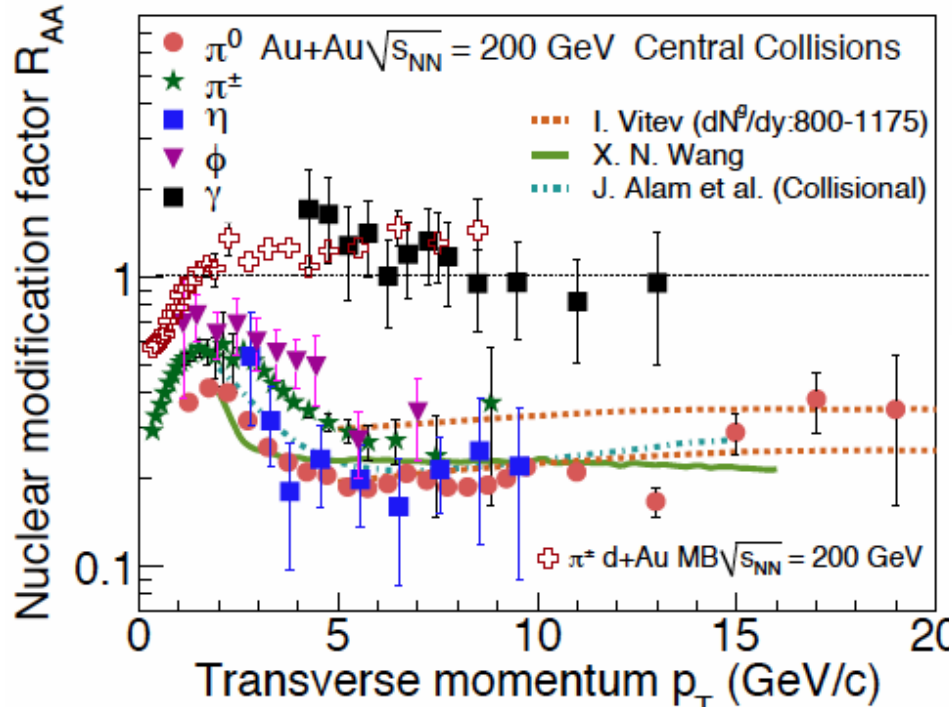 Nuclear modification factor R_AA
π⁰ Au+Au√s_NN = 200 GeV Central Collisions
π±
η
ϕ
γ
I. Vitev (dN^g/dy:800-1175)
X. N. Wang
J. Alam et al. (Collisional)
1
0.1
π± d+Au MB√s_NN = 200 GeV
0 5 10 15 20
Transverse momentum p_T (GeV/c)